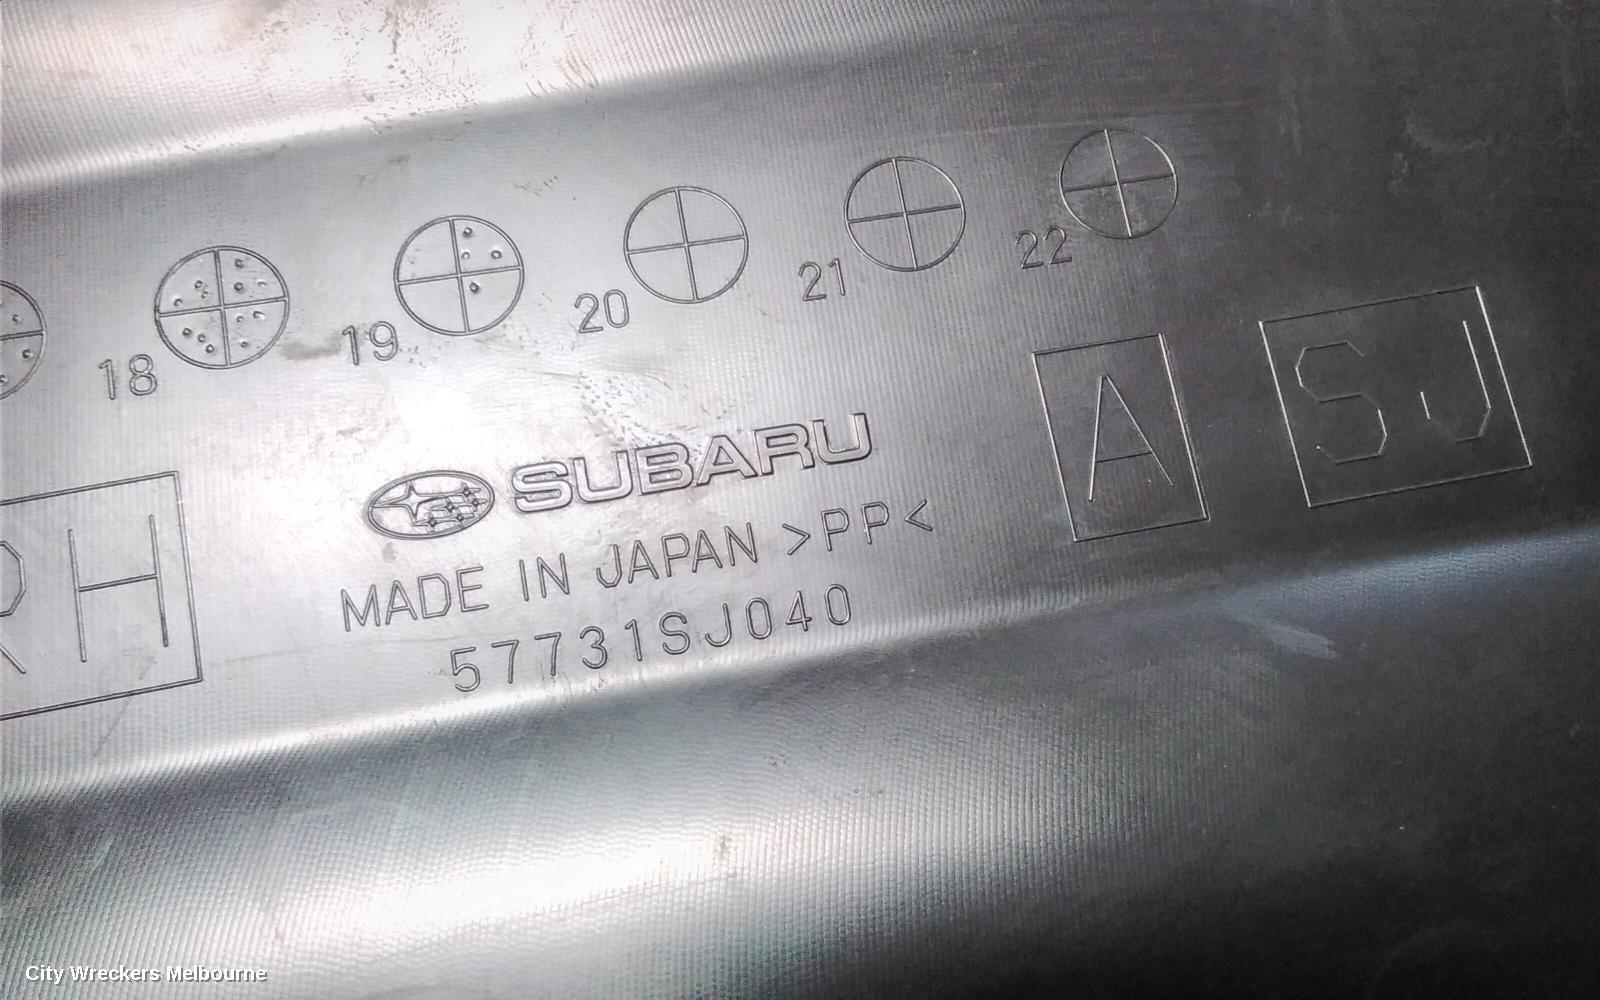 18 19 20 21 22
SUBARU
MADE IN JAPAN >PP<
57731SJ040
RH
A
SJ
City Wreckers Melbourne